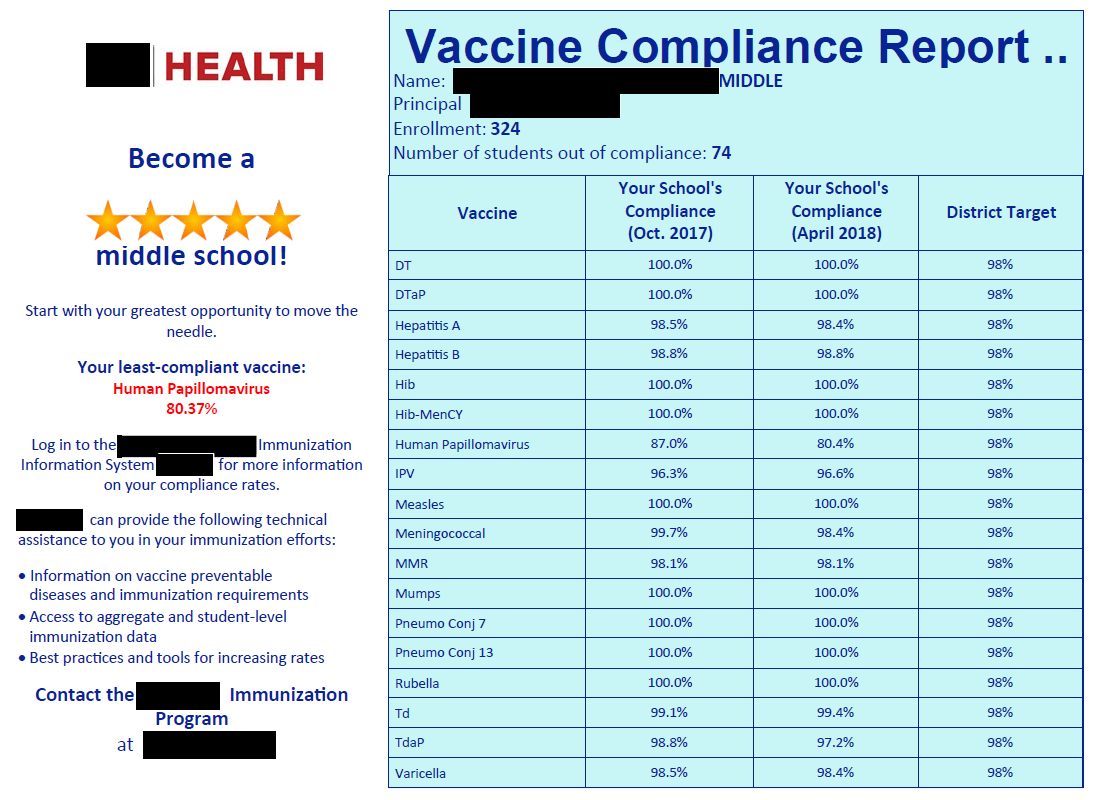 HEALTH
Become a
middle school!
Start with your greatest opportunity to move the
needle.
Your least-compliant vaccine:
Human Papillomavirus
80.37%
Log in to the Immunization
Information System for more information
on your compliance rates.
can provide the following technical
assistance to you in your immunization efforts:
• Information on vaccine preventable
diseases and immunization requirements
• Access to aggregate and student-level
immunization data
• Best practices and tools for increasing rates
Contact the Immunization
Program
at
Vaccine Compliance Report ..
Name: MIDDLE
Principal
Enrollment: 324
Number of students out of compliance: 74
Vaccine Your School's Compliance (Oct. 2017) Your School's Compliance (April 2018) District Target
DT 100.0% 100.0% 98%
DTaP 100.0% 100.0% 98%
Hepatitis A 98.5% 98.4% 98%
Hepatitis B 98.8% 98.8% 98%
Hib 100.0% 100.0% 98%
Hib-MenCY 100.0% 100.0% 98%
Human Papillomavirus 87.0% 80.4% 98%
IPV 96.3% 96.6% 98%
Measles 100.0% 100.0% 98%
Meningococcal 99.7% 98.4% 98%
MMR 98.1% 98.1% 98%
Mumps 100.0% 100.0% 98%
Pneumo Conj 7 100.0% 100.0% 98%
Pneumo Conj 13 100.0% 100.0% 98%
Rubella 100.0% 100.0% 98%
Td 99.1% 99.4% 98%
TdaP 98.8% 97.2% 98%
Varicella 98.5% 98.4% 98%